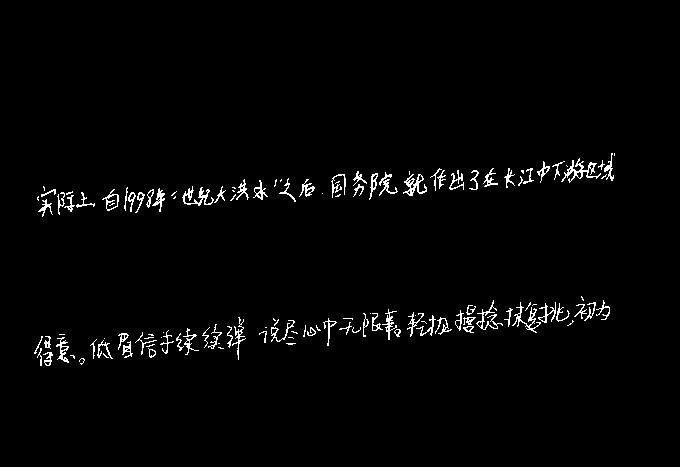 实际上,自1998年“世纪大洪水”之后,国务院就作出了在长江中下游区域
得意。低眉信手续续弹,说尽心中无限事,轻拢慢捻抹复挑,初为